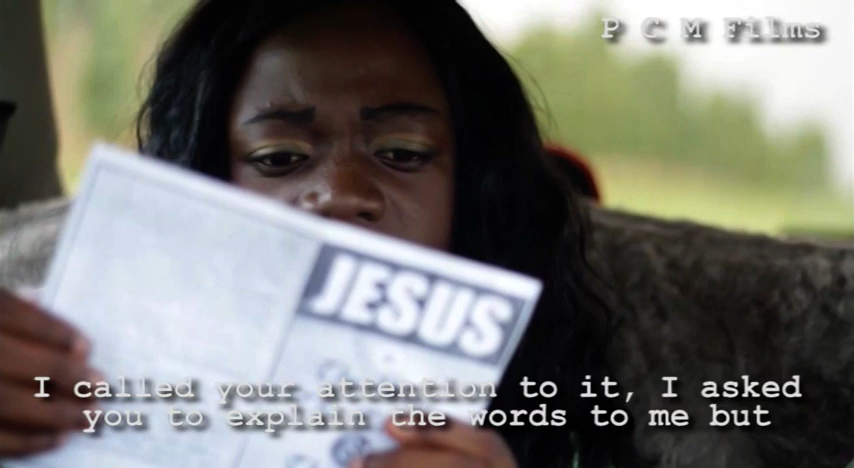 P C M Films
JESUS
I called your attention to it, I asked
you to explain the words to me but